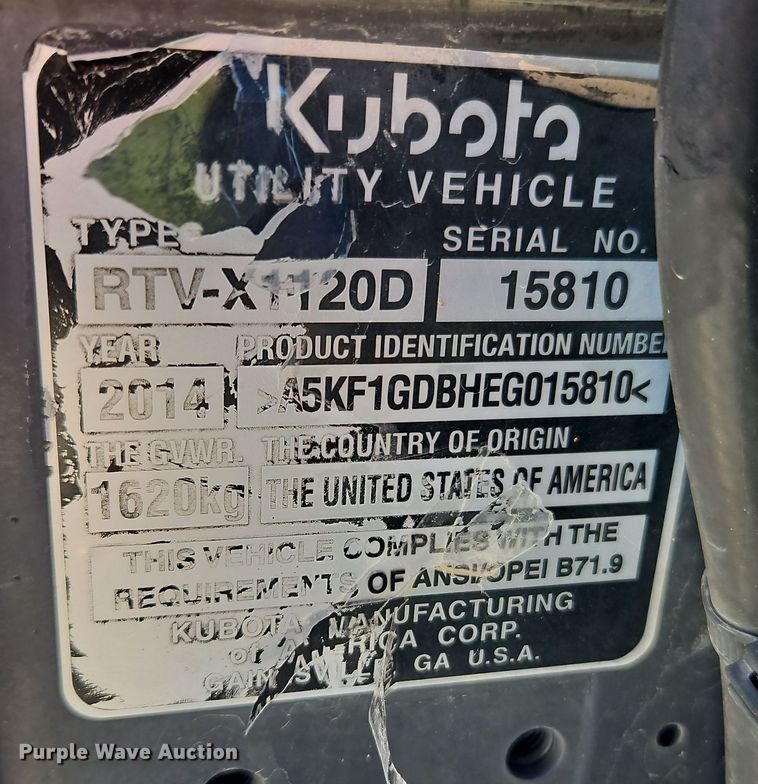 Kubota
UTILITY VEHICLE
TYPE SERIAL NO.
RTV-X1120D 15810
YEAR PRODUCT IDENTIFICATION NUMBE
2014 >A5KF1GDBHEG015810<
THE GVWR. THE COUNTRY OF ORIGIN
1620kg THE UNITED STATES OF AMERICA
THIS VEHICLE COMPLIES WITH THE
REQUIREMENTS OF ANSI/OPEI B71.9
KUBOTA MANUFACTURING
OF AMERICA CORP.
GA U.S.A.
Purple Wave Auction